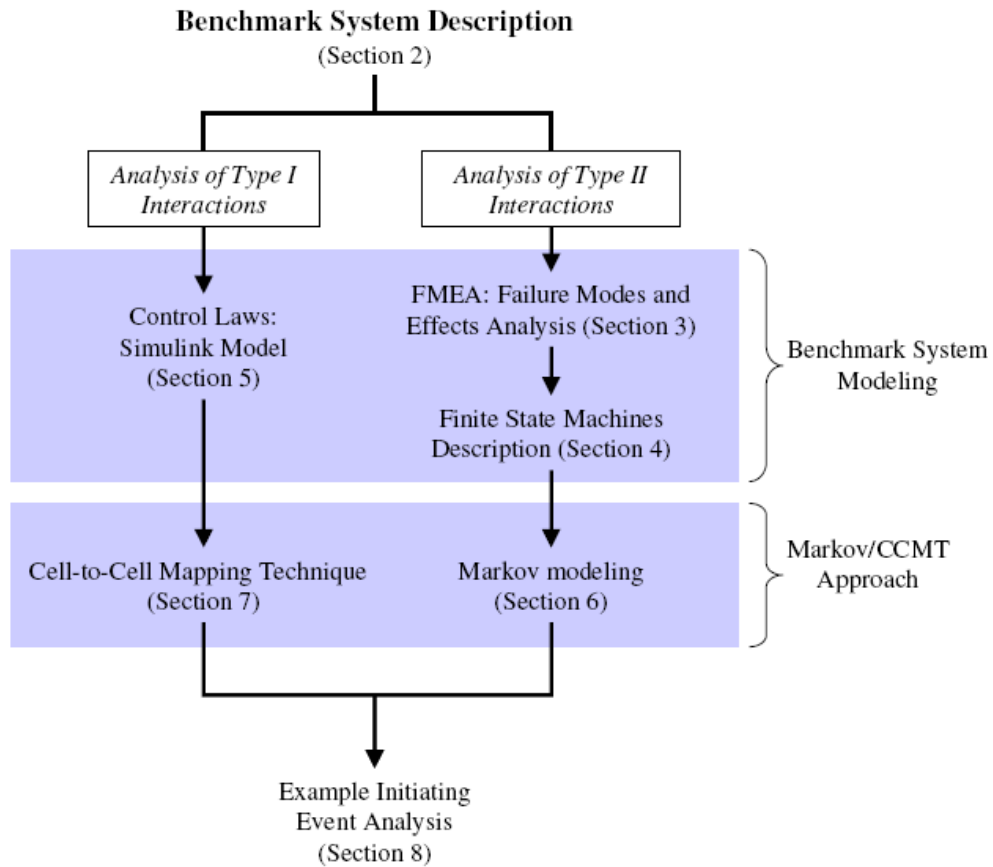 Benchmark System Description
(Section 2)
Analysis of Type I
Interactions
Analysis of Type II
Interactions
Control Laws:
Simulink Model
(Section 5)
FMEA: Failure Modes and
Effects Analysis (Section 3)
Finite State Machines
Description (Section 4)
Benchmark System
Modeling
Cell-to-Cell Mapping Technique
(Section 7)
Markov modeling
(Section 6)
Markov/CCMT
Approach
Example Initiating
Event Analysis
(Section 8)